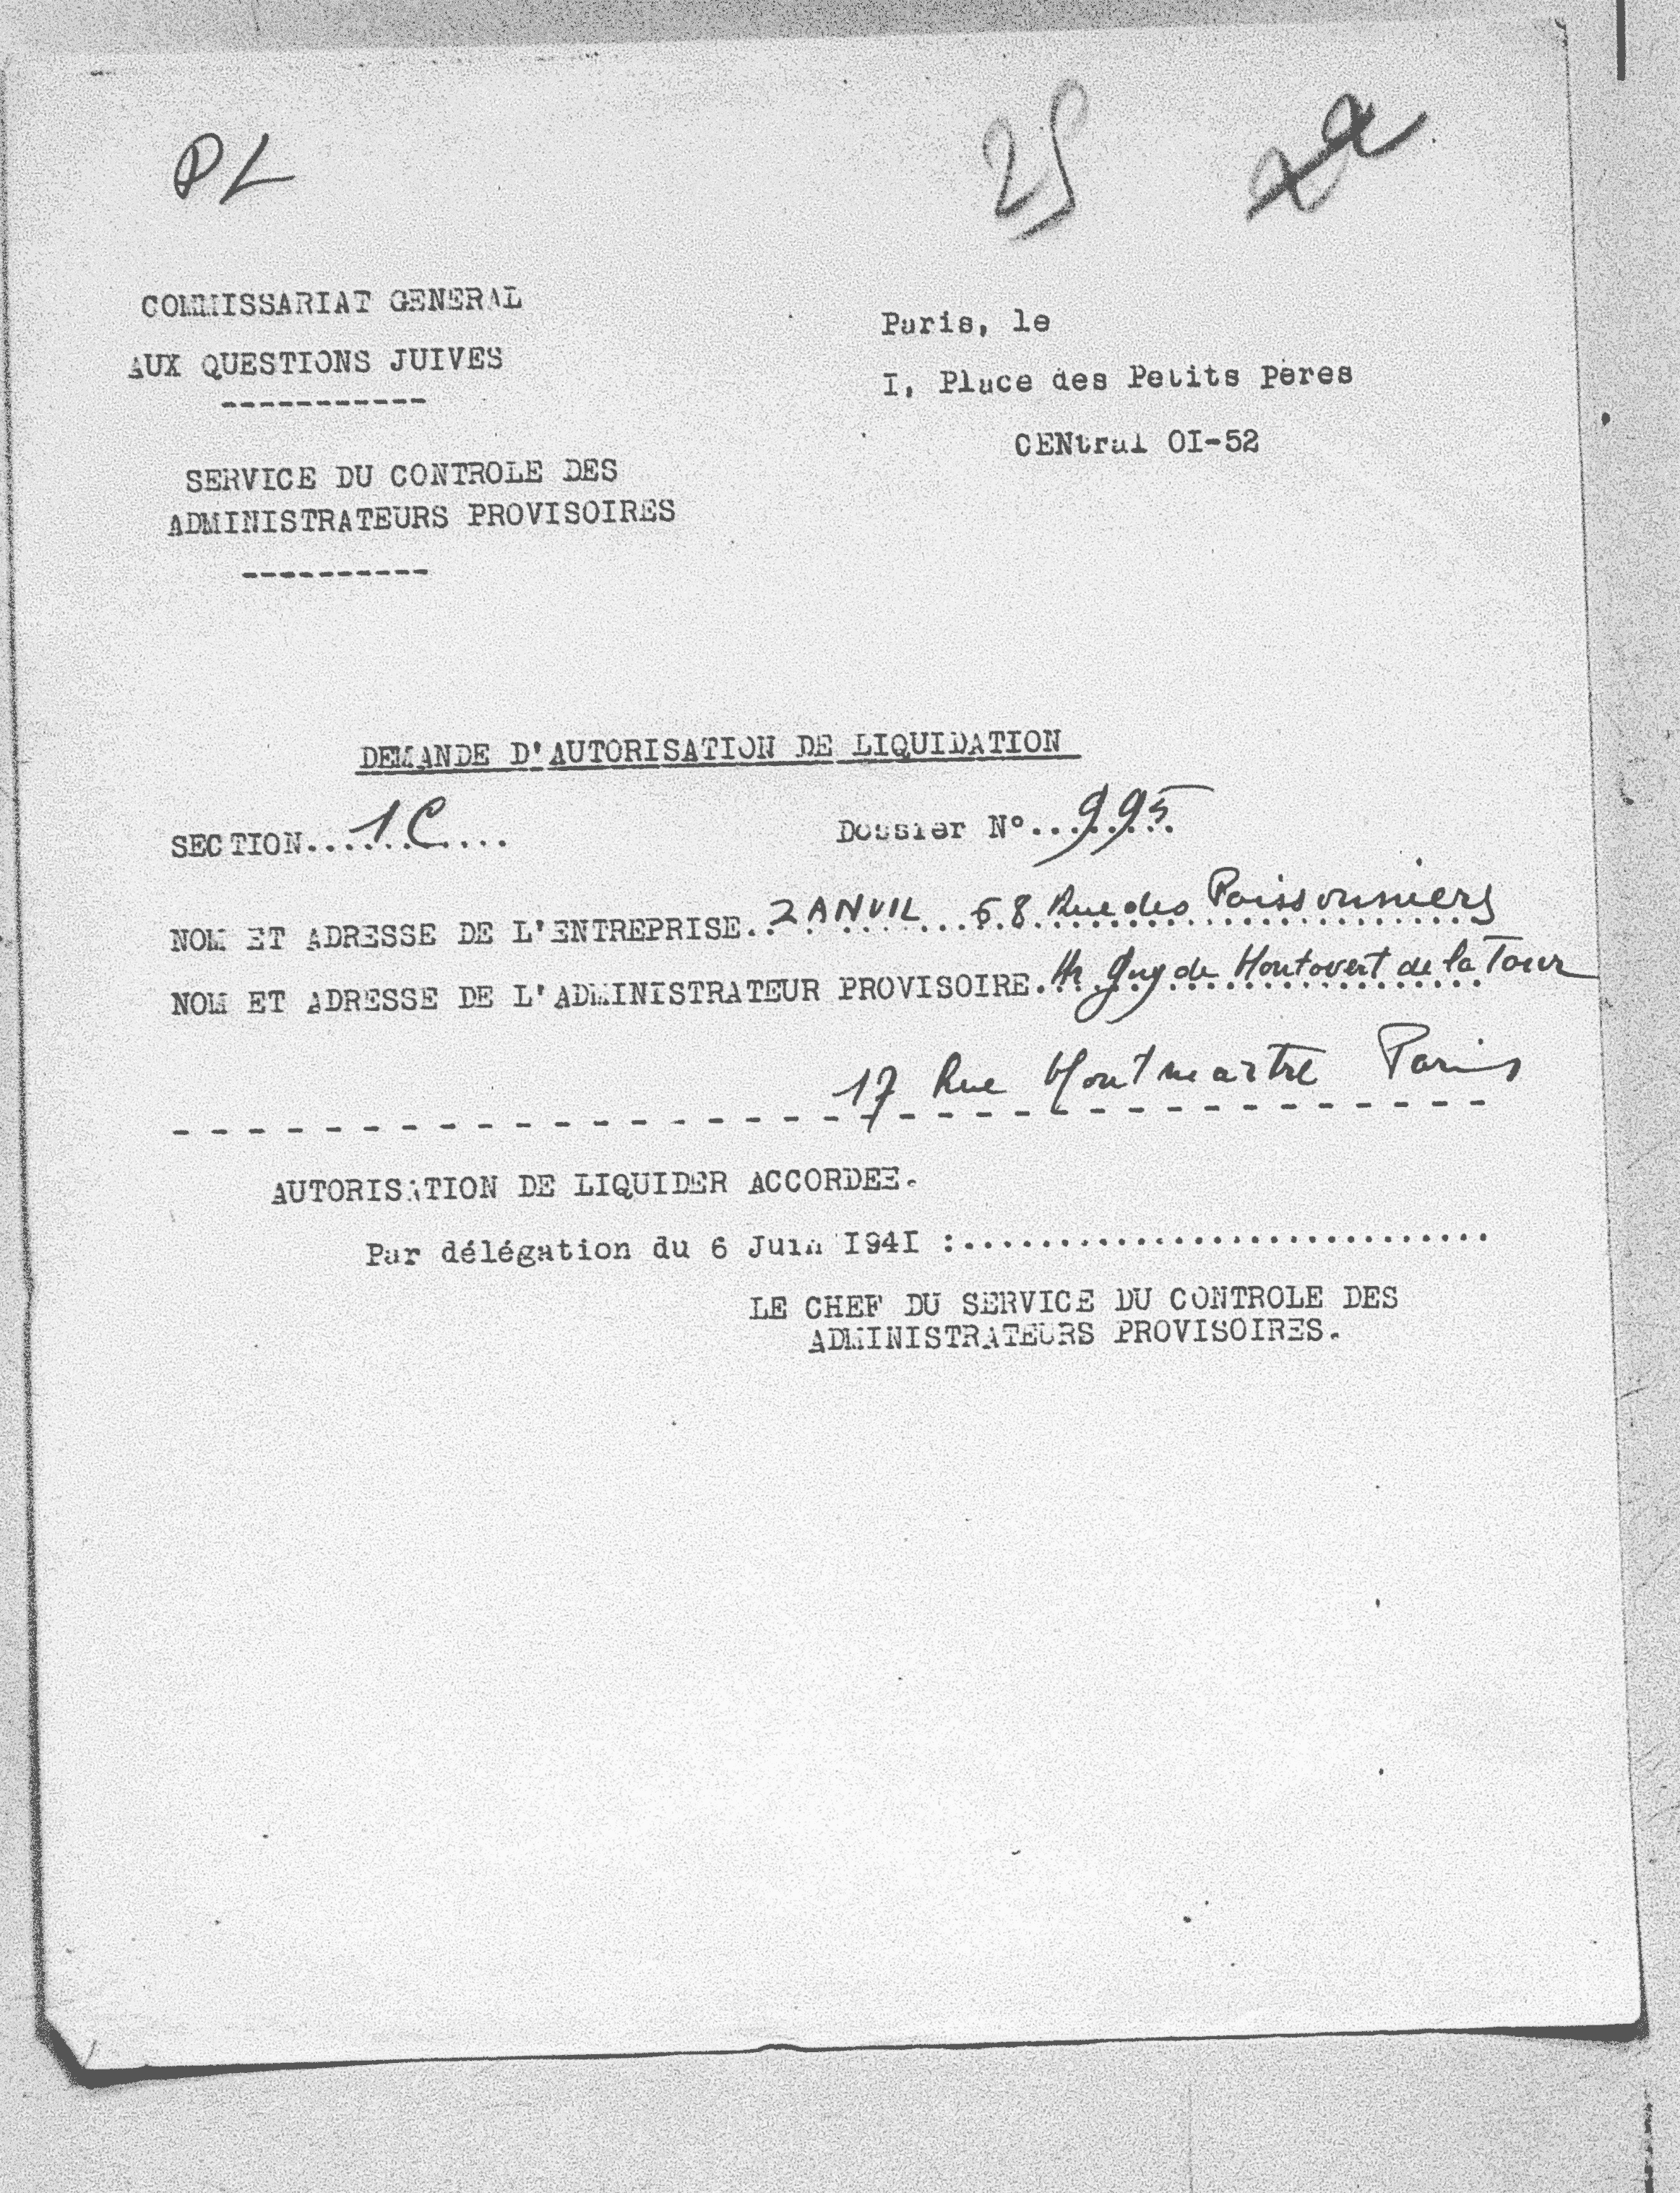 PL
25
COMMISSARIAT GENERAL
AUX QUESTIONS JUIVES
-----------
SERVICE DU CONTROLE DES
ADMINISTRATEURS PROVISOIRES
----------
Paris, le
I, Place des Petits Pères
CENtral OI-52
DEMANDE D'AUTORISATION DE LIQUIDATION
SECTION...1C.... Dossier N°..995
NOM ET ADRESSE DE L'ENTREPRISE..ZANVIL 68 Rue des Poissonniers
NOM ET ADRESSE DE L'ADMINISTRATEUR PROVISOIRE. Mr Guy de Montovert de la Tour
17 Rue Montmartre Paris
AUTORISATION DE LIQUIDER ACCORDEE.
Par délégation du 6 Juin I94I :............................
LE CHEF DU SERVICE DU CONTROLE DES
ADMINISTRATEURS PROVISOIRES.